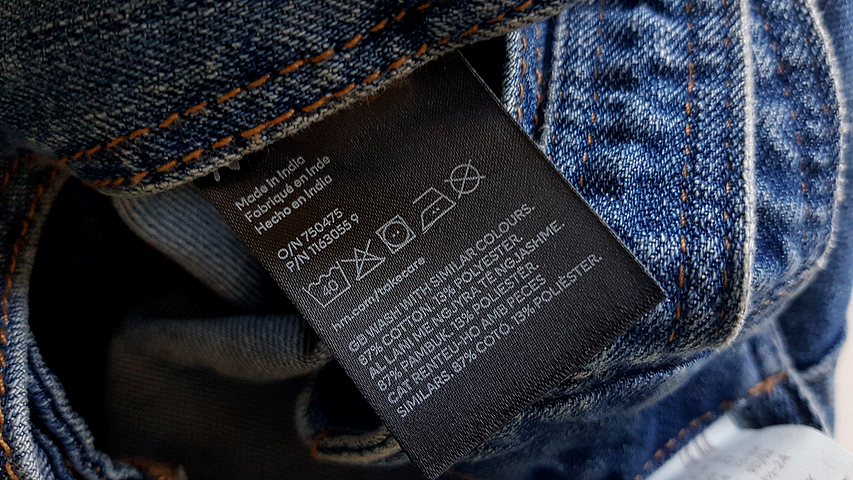 Made in India
Fabriqué en Inde
Hecho en India
O/N 750475
P/N 1163055 9
40
hm.com/takecare
GB WASH WITH SIMILAR COLOURS.
87% COTTON, 13% POLYESTER.
AL LANI ME NGJYRA TË NGJASHME.
87% PAMBUK, 13% POLIESTËR.
CAT RENTEU-HO AMB PECES
SIMILARS. 87% COTÓ, 13% POLIÈSTER.